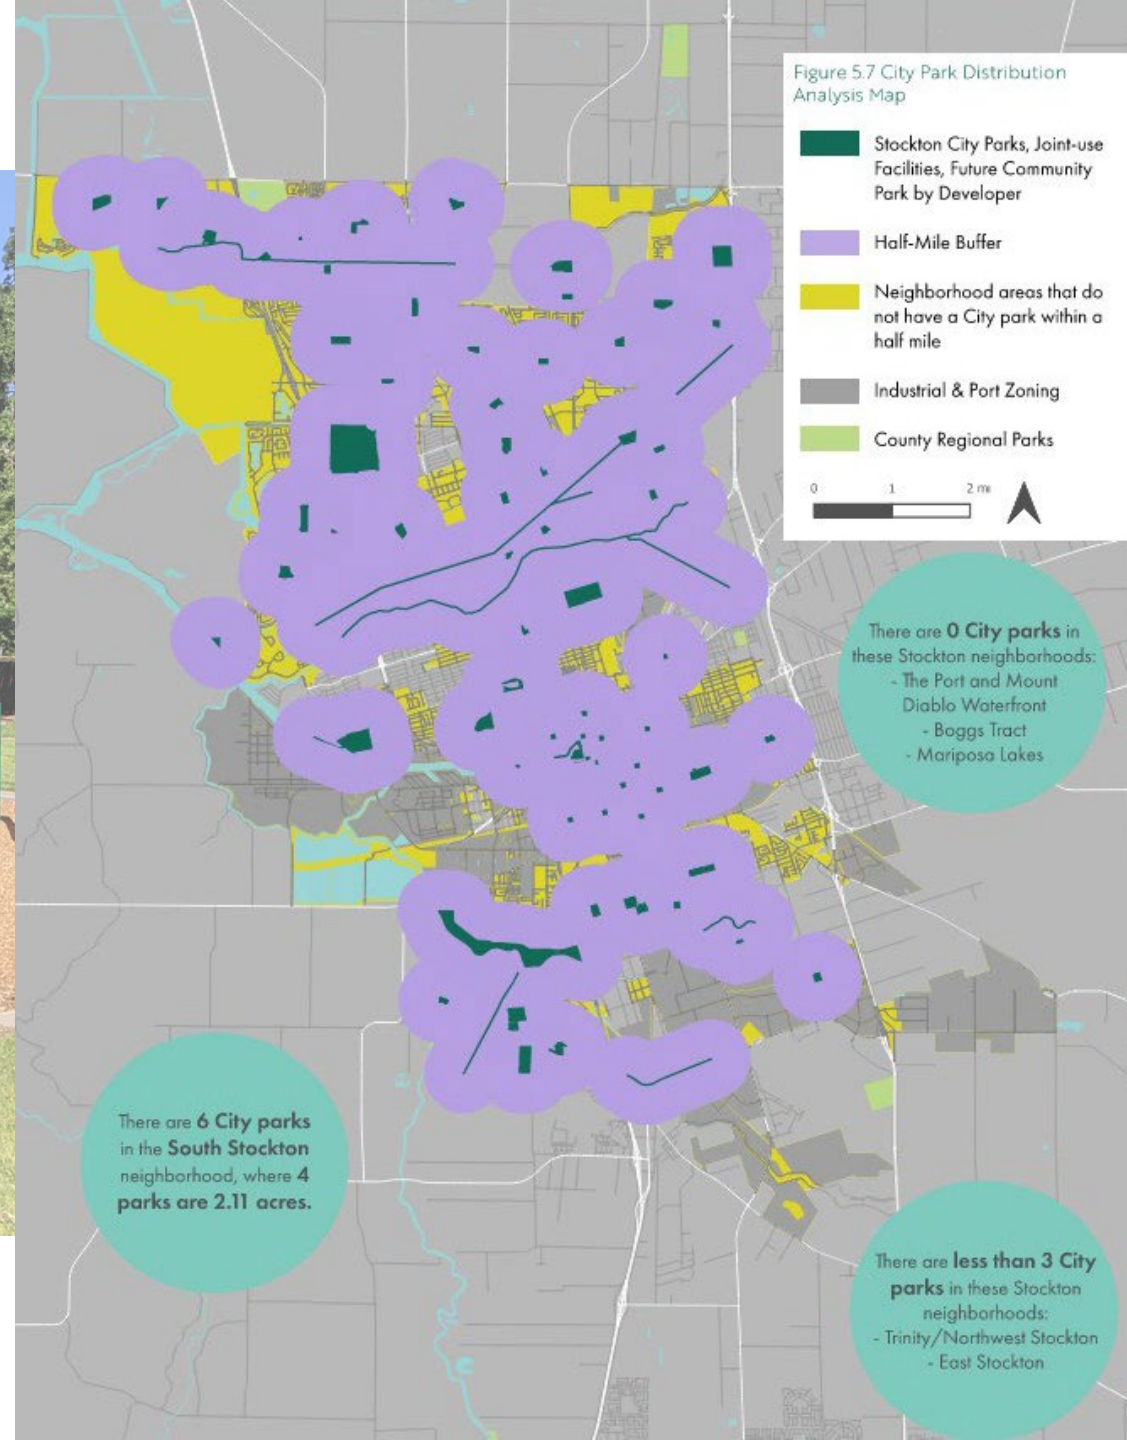 Figure 5.7 City Park Distribution
Analysis Map
Stockton City Parks, Joint-use
Facilities, Future Community
Park by Developer
Half-Mile Buffer
Neighborhood areas that do
not have a City park within a
half mile
Industrial & Port Zoning
County Regional Parks
0 1 2 mi
There are 0 City parks in
these Stockton neighborhoods:
- The Port and Mount
Diablo Waterfront
- Boggs Tract
- Mariposa Lakes
There are 6 City parks
in the South Stockton
neighborhood, where 4
parks are 2.11 acres.
There are less than 3 City
parks in these Stockton
neighborhoods:
- Trinity/Northwest Stockton
- East Stockton